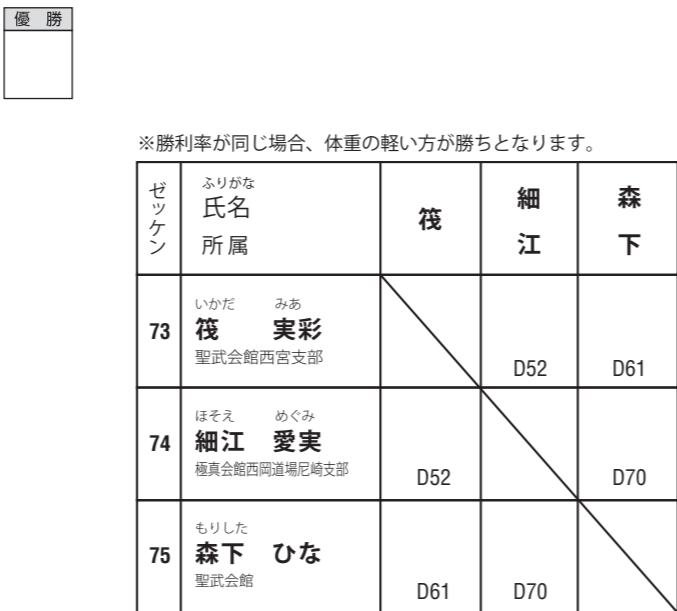 優 勝
※勝利率が同じ場合、体重の軽い方が勝ちとなります。
ゼッケン
ふりがな
氏名
所属
筏
細江
森下
73
いかだ みあ
筏 実彩
聖武会館西宮支部
D52
D61
74
ほそえ めぐみ
細江 愛実
極真会館西岡道場尼崎支部
D52
D70
75
もりした
森下 ひな
聖武会館
D61
D70